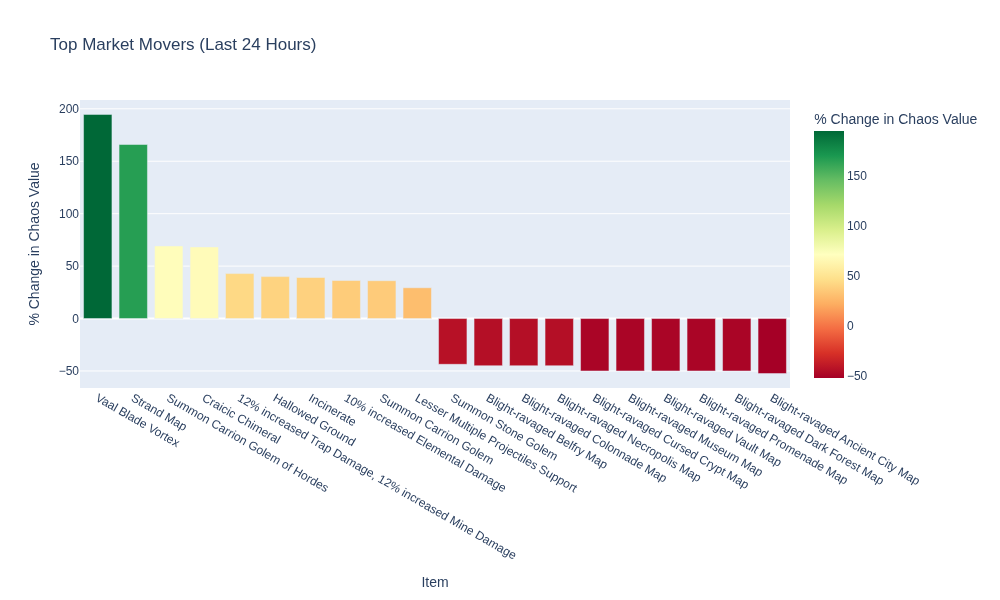 Top Market Movers (Last 24 Hours)
% Change in Chaos Value
200
150
100
50
0
−50
Vaal Blade Vortex
Strand Map
Summon Carrion Golem of Hordes
Craicic Chimeral
12% increased Trap Damage, 12% increased Mine Damage
Hallowed Ground
Incinerate
10% increased Elemental Damage
Summon Carrion Golem
Lesser Multiple Projectiles Support
Summon Stone Golem
Blight-ravaged Belfry Map
Blight-ravaged Colonnade Map
Blight-ravaged Necropolis Map
Blight-ravaged Cursed Crypt Map
Blight-ravaged Museum Map
Blight-ravaged Vault Map
Blight-ravaged Promenade Map
Blight-ravaged Dark Forest Map
Blight-ravaged Ancient City Map
Item
% Change in Chaos Value
150
100
50
0
−50